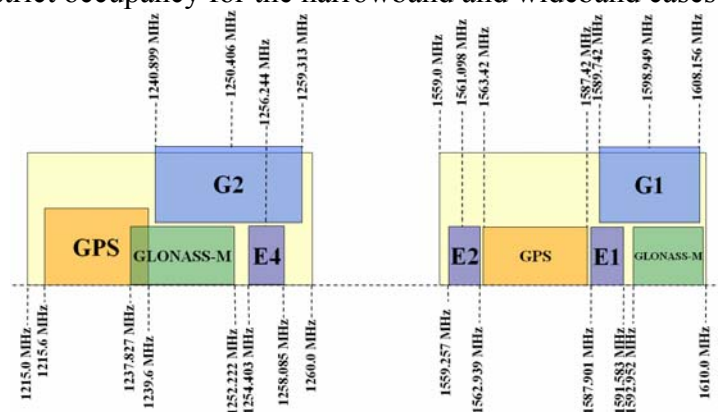 strict occupancy for the narrowband and wideband cases
1240.899 MHz
1250.406 MHz
1256.244 MHz
1259.313 MHz
1559.0 MHz
1561.098 MHz
1563.42 MHz
1587.42 MHz
1589.742 MHz
1598.949 MHz
1608.156 MHz
G2
G1
GPS
GLONASS-M
E4
E2
GPS
E1
GLONASS-M
1215.0 MHz
1215.6 MHz
1237.827 MHz
1239.6 MHz
1252.222 MHz
1254.403 MHz
1258.085 MHz
1260.0 MHz
1559.257 MHz
1562.939 MHz
1587.901 MHz
1591.583 MHz
1592.952 MHz
1610.0 MHz